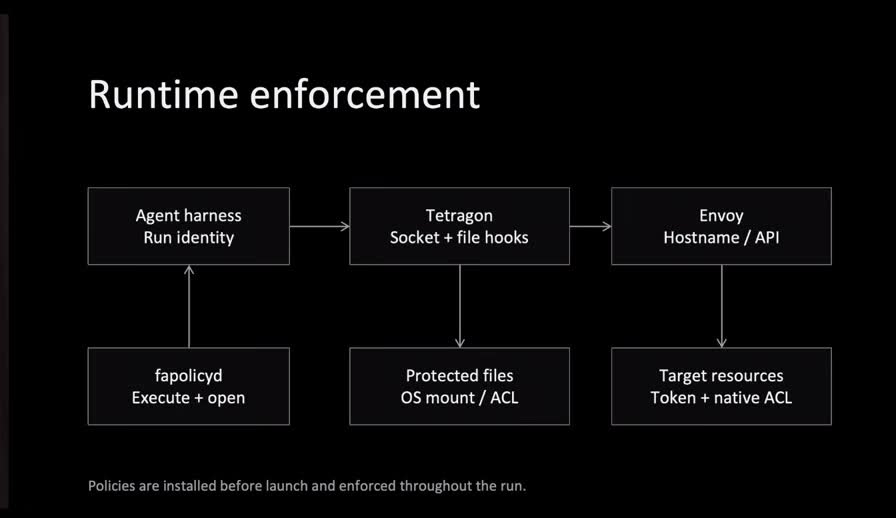 Runtime enforcement
Agent harness
Run identity
Tetragon
Socket + file hooks
Envoy
Hostname / API
fapolicyd
Execute + open
Protected files
OS mount / ACL
Target resources
Token + native ACL
Policies are installed before launch and enforced throughout the run.